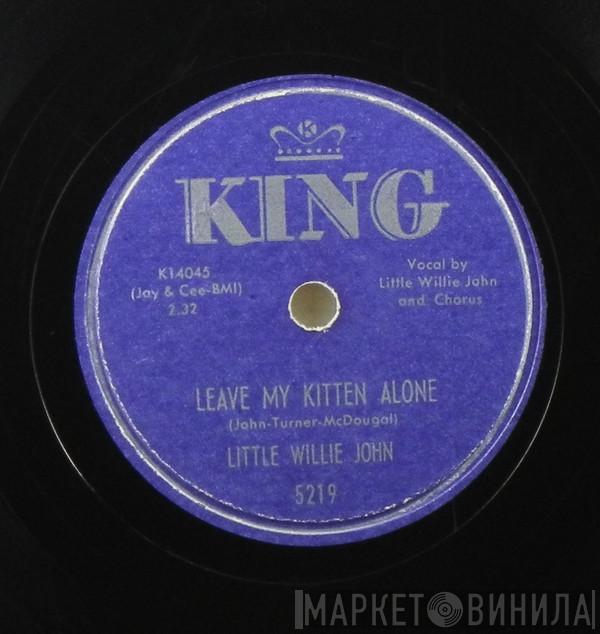 K
KING
K14045
(Jay & Cee-BMI)
2.32
Vocal by
Little Willie John
and Chorus
LEAVE MY KITTEN ALONE
(John-Turner-McDougal)
LITTLE WILLIE JOHN
5219
МАРКЕТ ВИНИЛА